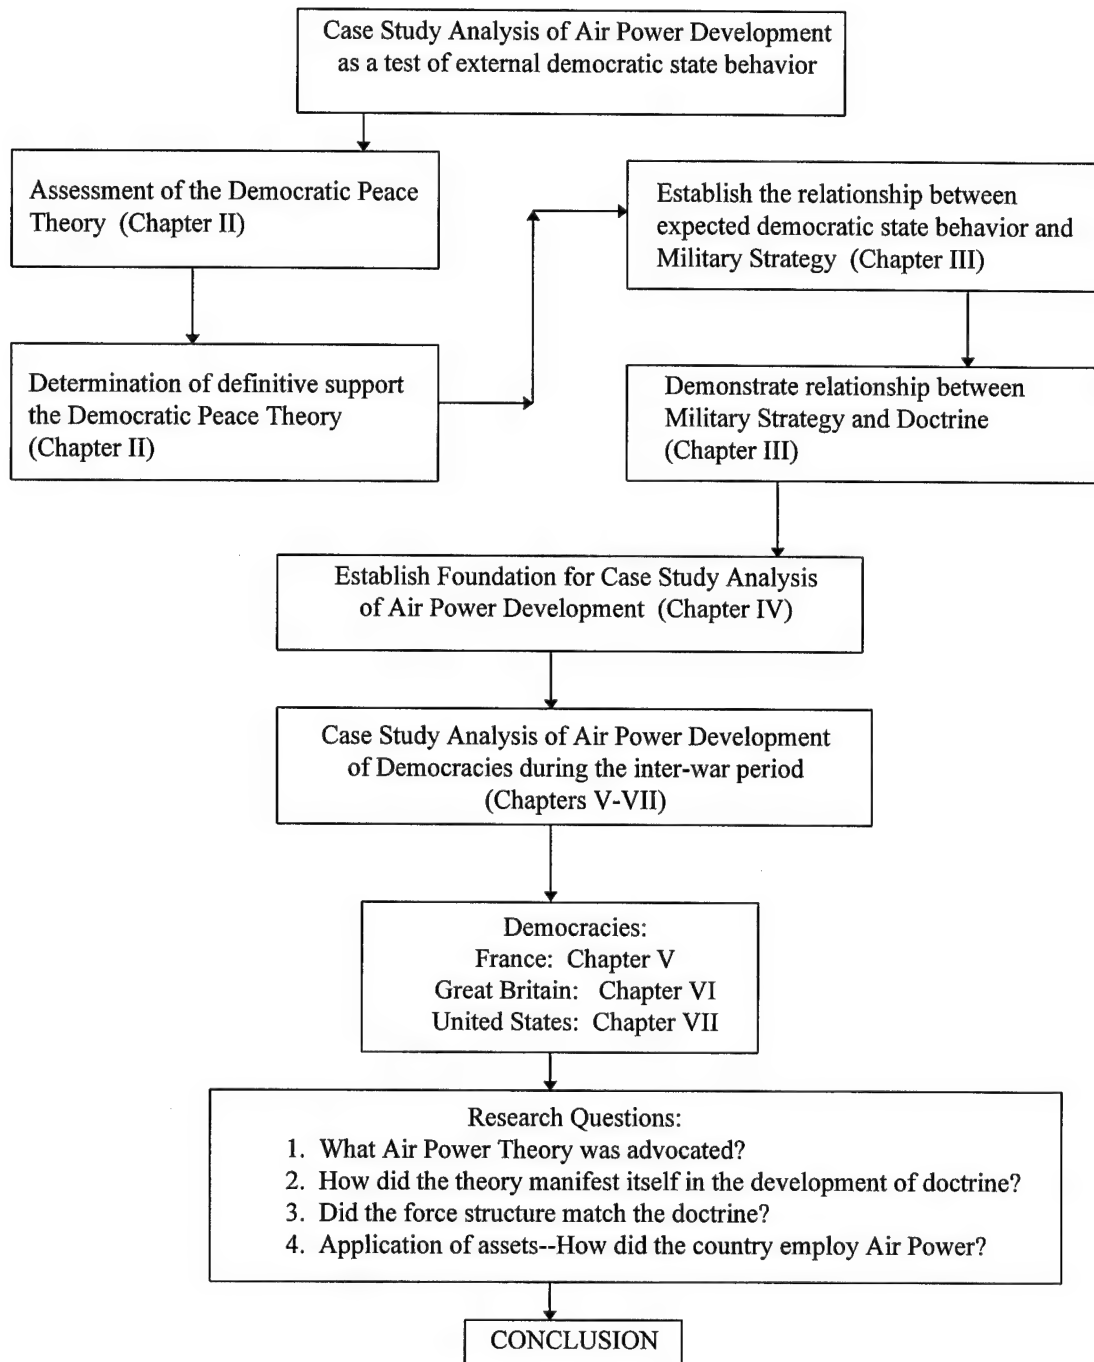 Case Study Analysis of Air Power Development
as a test of external democratic state behavior
Assessment of the Democratic Peace
Theory (Chapter II)
Determination of definitive support
the Democratic Peace Theory
(Chapter II)
Establish the relationship between
expected democratic state behavior and
Military Strategy (Chapter III)
Demonstrate relationship between
Military Strategy and Doctrine
(Chapter III)
Establish Foundation for Case Study Analysis
of Air Power Development (Chapter IV)
Case Study Analysis of Air Power Development
of Democracies during the inter-war period
(Chapters V-VII)
Democracies:
France: Chapter V
Great Britain: Chapter VI
United States: Chapter VII
Research Questions:
1. What Air Power Theory was advocated?
2. How did the theory manifest itself in the development of doctrine?
3. Did the force structure match the doctrine?
4. Application of assets--How did the country employ Air Power?
CONCLUSION